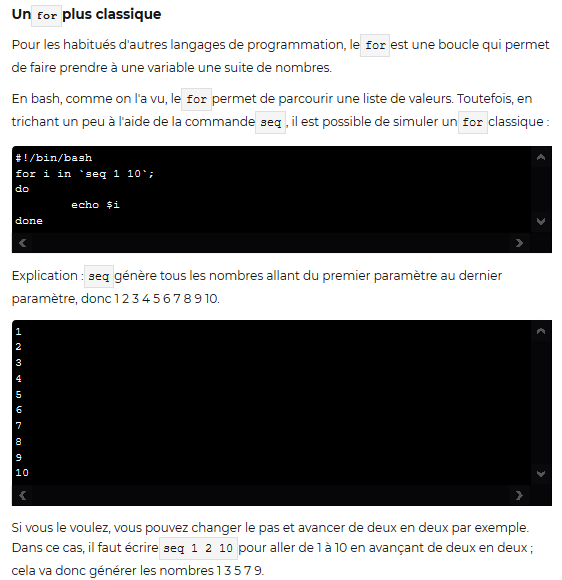 Un for plus classique
Pour les habitués d'autres langages de programmation, le for est une boucle qui permet
de faire prendre à une variable une suite de nombres.
En bash, comme on l'a vu, le for permet de parcourir une liste de valeurs. Toutefois, en
trichant un peu à l'aide de la commande seq , il est possible de simuler un for classique :
#!/bin/bash
for i in `seq 1 10`;
do
        echo $i
done
Explication : seq génère tous les nombres allant du premier paramètre au dernier
paramètre, donc 1 2 3 4 5 6 7 8 9 10.
1
2
3
4
5
6
7
8
9
10
Si vous le voulez, vous pouvez changer le pas et avancer de deux en deux par exemple.
Dans ce cas, il faut écrire seq 1 2 10 pour aller de 1 à 10 en avançant de deux en deux ;
cela va donc générer les nombres 1 3 5 7 9.